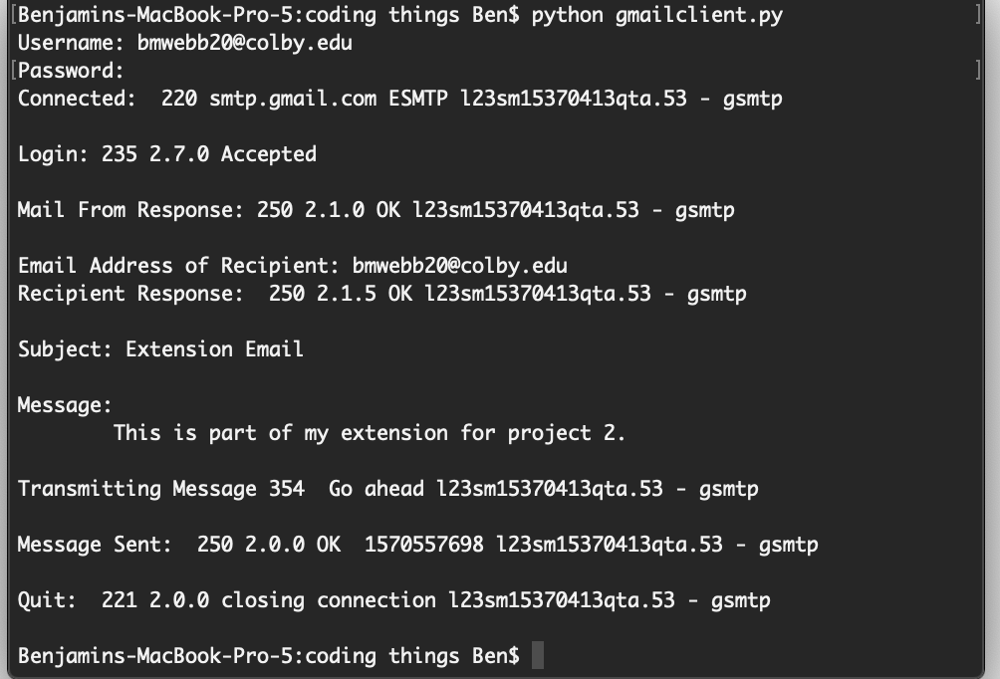 [Benjamins-MacBook-Pro-5:coding things Ben$ python gmailclient.py ]
Username: bmwebb20@colby.edu
[Password: ]
Connected:  220 smtp.gmail.com ESMTP l23sm15370413qta.53 - gsmtp
Login: 235 2.7.0 Accepted
Mail From Response: 250 2.1.0 OK l23sm15370413qta.53 - gsmtp
Email Address of Recipient: bmwebb20@colby.edu
Recipient Response:  250 2.1.5 OK l23sm15370413qta.53 - gsmtp
Subject: Extension Email
Message:
        This is part of my extension for project 2.
Transmitting Message 354  Go ahead l23sm15370413qta.53 - gsmtp
Message Sent:  250 2.0.0 OK  1570557698 l23sm15370413qta.53 - gsmtp
Quit:  221 2.0.0 closing connection l23sm15370413qta.53 - gsmtp
Benjamins-MacBook-Pro-5:coding things Ben$